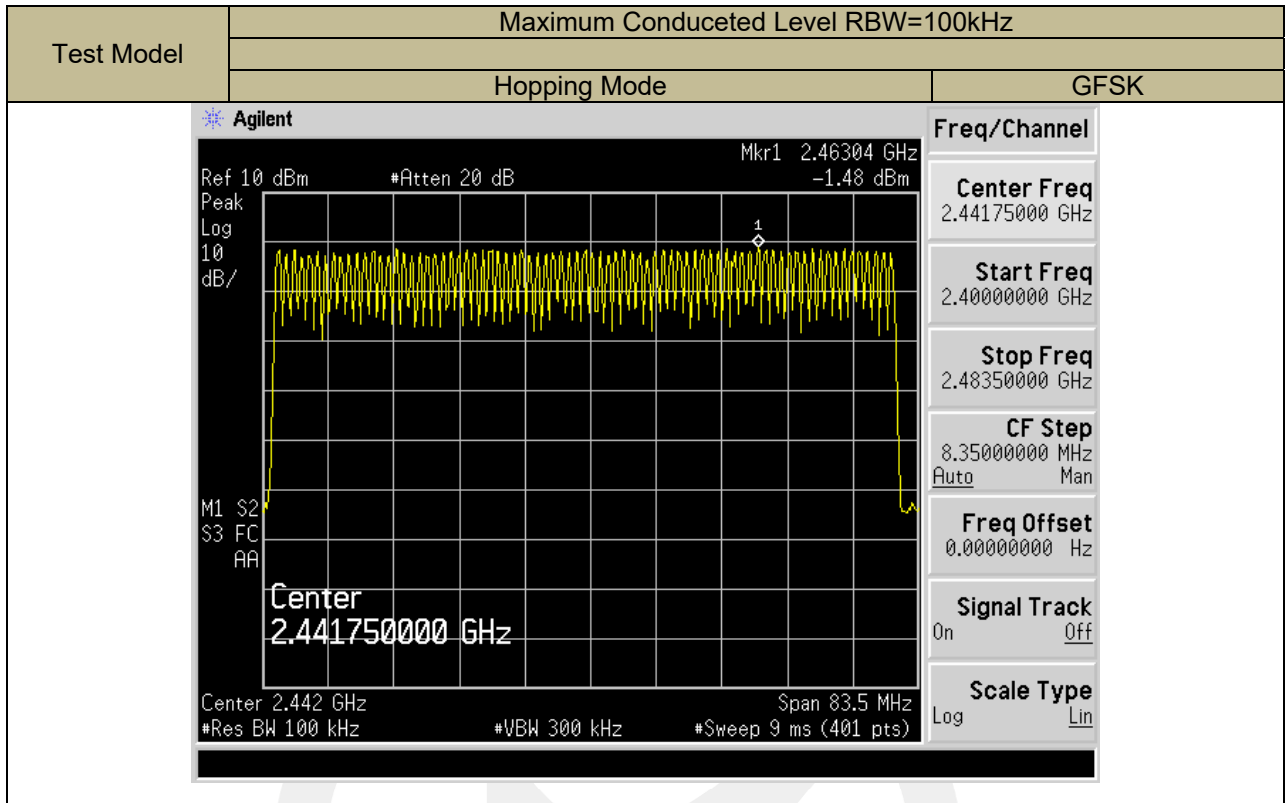 Test Model
Maximum Conduceted Level RBW=100kHz
Hopping Mode
GFSK
Agilent
Mkr1 2.46304 GHz
Ref 10 dBm #Atten 20 dB -1.48 dBm
Peak
Log
10
dB/
1
M1 S2
S3 FC
AA
Center
2.441750000 GHz
Center 2.442 GHz Span 83.5 MHz
#Res BW 100 kHz #VBW 300 kHz #Sweep 9 ms (401 pts)
Freq/Channel
Center Freq
2.44175000 GHz
Start Freq
2.40000000 GHz
Stop Freq
2.48350000 GHz
CF Step
8.35000000 MHz
Auto Man
Freq Offset
0.00000000 Hz
Signal Track
On Off
Scale Type
Log Lin